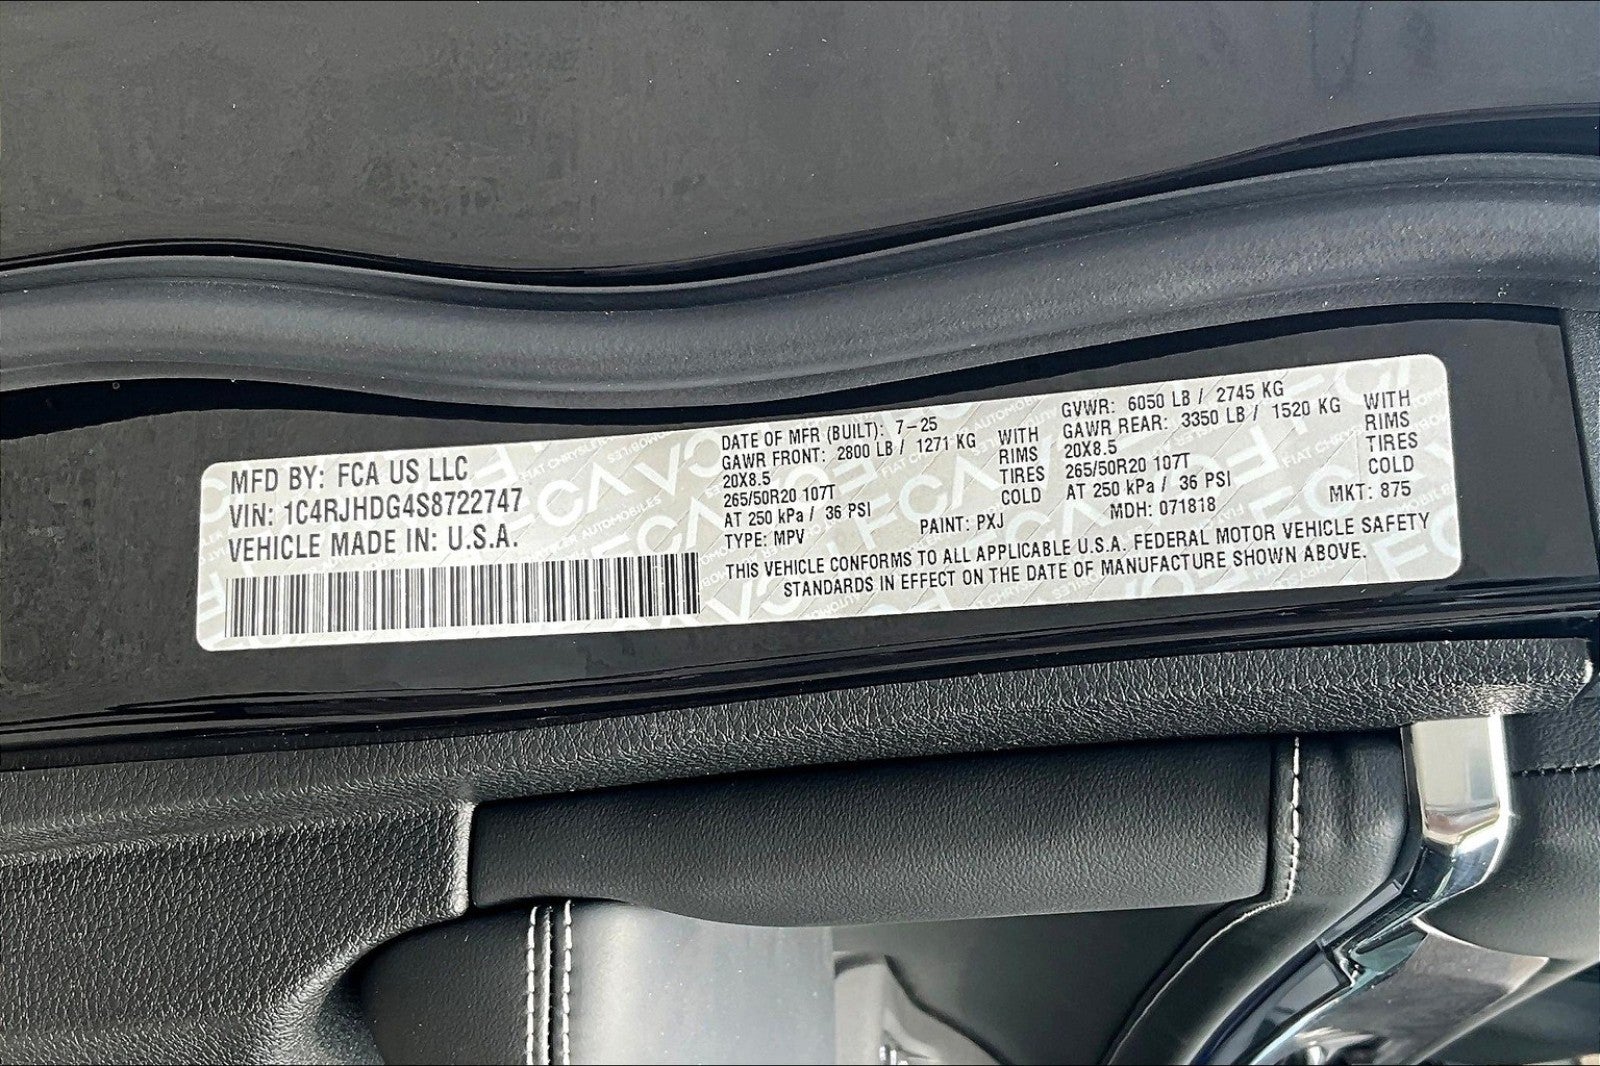 MFD BY: FCA US LLC
VIN: 1C4RJHDG4S8722747
VEHICLE MADE IN: U.S.A.
DATE OF MFR (BUILT): 7-25
GAWR FRONT: 2800 LB / 1271 KG WITH
20X8.5 RIMS
265/50R20 107T TIRES
AT 250 kPa / 36 PSI COLD
TYPE: MPV PAINT: PXJ
GVWR: 6050 LB / 2745 KG
GAWR REAR: 3350 LB / 1520 KG WITH
20X8.5 RIMS
265/50R20 107T TIRES
AT 250 kPa / 36 PSI COLD
MDH: 071818 MKT: 875
THIS VEHICLE CONFORMS TO ALL APPLICABLE U.S.A. FEDERAL MOTOR VEHICLE SAFETY
STANDARDS IN EFFECT ON THE DATE OF MANUFACTURE SHOWN ABOVE.